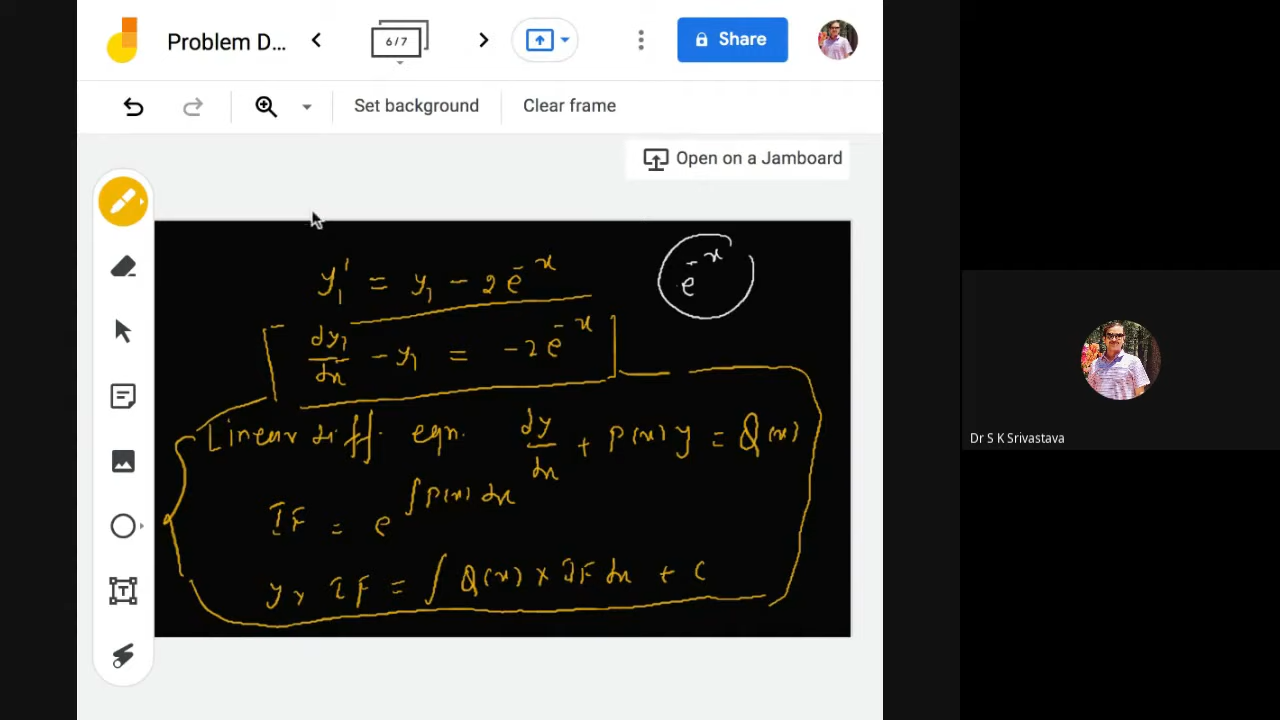 Problem D...
6/7
Share
Set background
Clear frame
Open on a Jamboard
y₁' = y₁ - 2e^-x
e^-x
dy₁/dx - y₁ = -2e^-x
Linear diff. eqn. dy/dx + P(x) y = Q(x)
IF = e^∫P(x) dx
y × IF = ∫ Q(x) × IF dx + C
Dr S K Srivastava